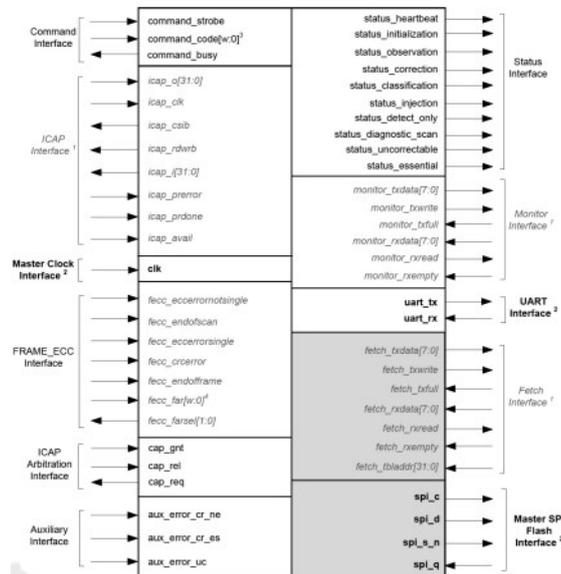 Command
Interface
command_strobe
command_code[w:0]³
command_busy
ICAP
Interface ¹
icap_o[31:0]
icap_clk
icap_csib
icap_rdwrb
icap_i[31:0]
icap_prerror
icap_prdone
icap_avail
Master Clock
Interface ²
clk
FRAME_ECC
Interface
fecc_eccerrornotsingle
fecc_endofscan
fecc_eccerrorsingle
fecc_crcerror
fecc_endofframe
fecc_far[w:0]⁴
fecc_farsel[1:0]
ICAP
Arbitration
Interface
cap_gnt
cap_rel
cap_req
Auxiliary
Interface
aux_error_cr_ne
aux_error_cr_es
aux_error_uc
status_heartbeat
status_initialization
status_observation
status_correction
status_classification
status_injection
status_detect_only
status_diagnostic_scan
status_uncorrectable
status_essential
Status
Interface
monitor_txdata[7:0]
monitor_txwrite
monitor_txfull
monitor_rxdata[7:0]
monitor_rxread
monitor_rxempty
Monitor
Interface ¹
uart_tx
uart_rx
UART
Interface ²
fetch_txdata[7:0]
fetch_txwrite
fetch_txfull
fetch_rxdata[7:0]
fetch_rxread
fetch_rxempty
fetch_tbladdr[31:0]
Fetch
Interface ¹
spi_c
spi_d
spi_s_n
spi_q
Master SP
Flash
Interface